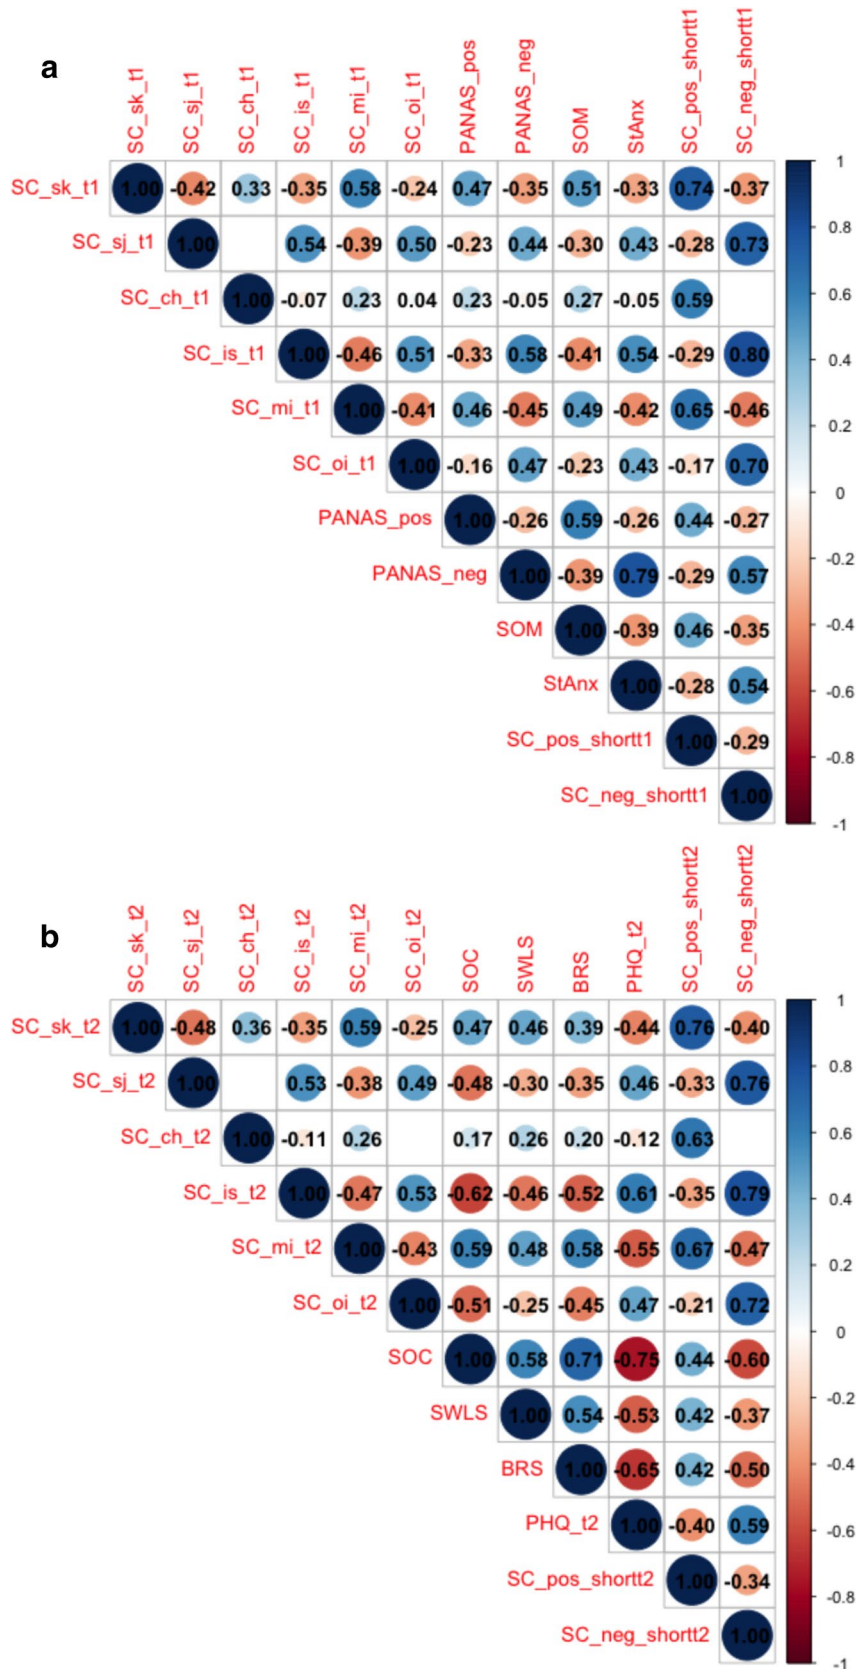 a
SC_sk_t1 SC_sj_t1 SC_ch_t1 SC_is_t1 SC_mi_t1 SC_oi_t1 PANAS_pos PANAS_neg SOM StAnx SC_pos_shortt1 SC_neg_shortt1
SC_sk_t1 1.00 -0.42 0.33 -0.35 0.58 -0.24 0.47 -0.35 0.51 -0.33 0.74 -0.37
SC_sj_t1 1.00 0.54 -0.39 0.50 -0.23 0.44 -0.30 0.43 -0.28 0.73
SC_ch_t1 1.00 -0.07 0.23 0.04 0.23 -0.05 0.27 -0.05 0.59
SC_is_t1 1.00 -0.46 0.51 -0.33 0.58 -0.41 0.54 -0.29 0.80
SC_mi_t1 1.00 -0.41 0.46 -0.45 0.49 -0.42 0.65 -0.46
SC_oi_t1 1.00 -0.16 0.47 -0.23 0.43 -0.17 0.70
PANAS_pos 1.00 -0.26 0.59 -0.26 0.44 -0.27
PANAS_neg 1.00 -0.39 0.79 -0.29 0.57
SOM 1.00 -0.39 0.46 -0.35
StAnx 1.00 -0.28 0.54
SC_pos_shortt1 1.00 -0.29
SC_neg_shortt1 1.00
1
0.8
0.6
0.4
0.2
0
-0.2
-0.4
-0.6
-0.8
-1
b
SC_sk_t2 SC_sj_t2 SC_ch_t2 SC_is_t2 SC_mi_t2 SC_oi_t2 SOC SWLS BRS PHQ_t2 SC_pos_shortt2 SC_neg_shortt2
SC_sk_t2 1.00 -0.48 0.36 -0.35 0.59 -0.25 0.47 0.46 0.39 -0.44 0.76 -0.40
SC_sj_t2 1.00 0.53 -0.38 0.49 -0.48 -0.30 -0.35 0.46 -0.33 0.76
SC_ch_t2 1.00 -0.11 0.26 0.17 0.26 0.20 -0.12 0.63
SC_is_t2 1.00 -0.47 0.53 -0.62 -0.46 -0.52 0.61 -0.35 0.79
SC_mi_t2 1.00 -0.43 0.59 0.48 0.58 -0.55 0.67 -0.47
SC_oi_t2 1.00 -0.51 -0.25 -0.45 0.47 -0.21 0.72
SOC 1.00 0.58 0.71 -0.75 0.44 -0.60
SWLS 1.00 0.54 -0.53 0.42 -0.37
BRS 1.00 -0.65 0.42 -0.50
PHQ_t2 1.00 -0.40 0.59
SC_pos_shortt2 1.00 -0.34
SC_neg_shortt2 1.00
1
0.8
0.6
0.4
0.2
0
-0.2
-0.4
-0.6
-0.8
-1